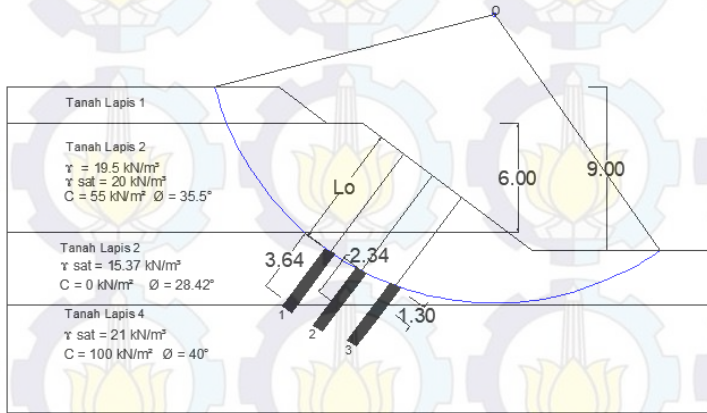 O
Tanah Lapis 1
Tanah Lapis 2
γ = 19.5 kN/m³
γ sat = 20 kN/m³
C = 55 kN/m² Ø = 35.5°
Lo
6.00
9.00
Tanah Lapis 2
γ sat = 15.37 kN/m³
C = 0 kN/m² Ø = 28.42°
3.64
2.34
Tanah Lapis 4
γ sat = 21 kN/m³
C = 100 kN/m² Ø = 40°
1
2
3
1.30